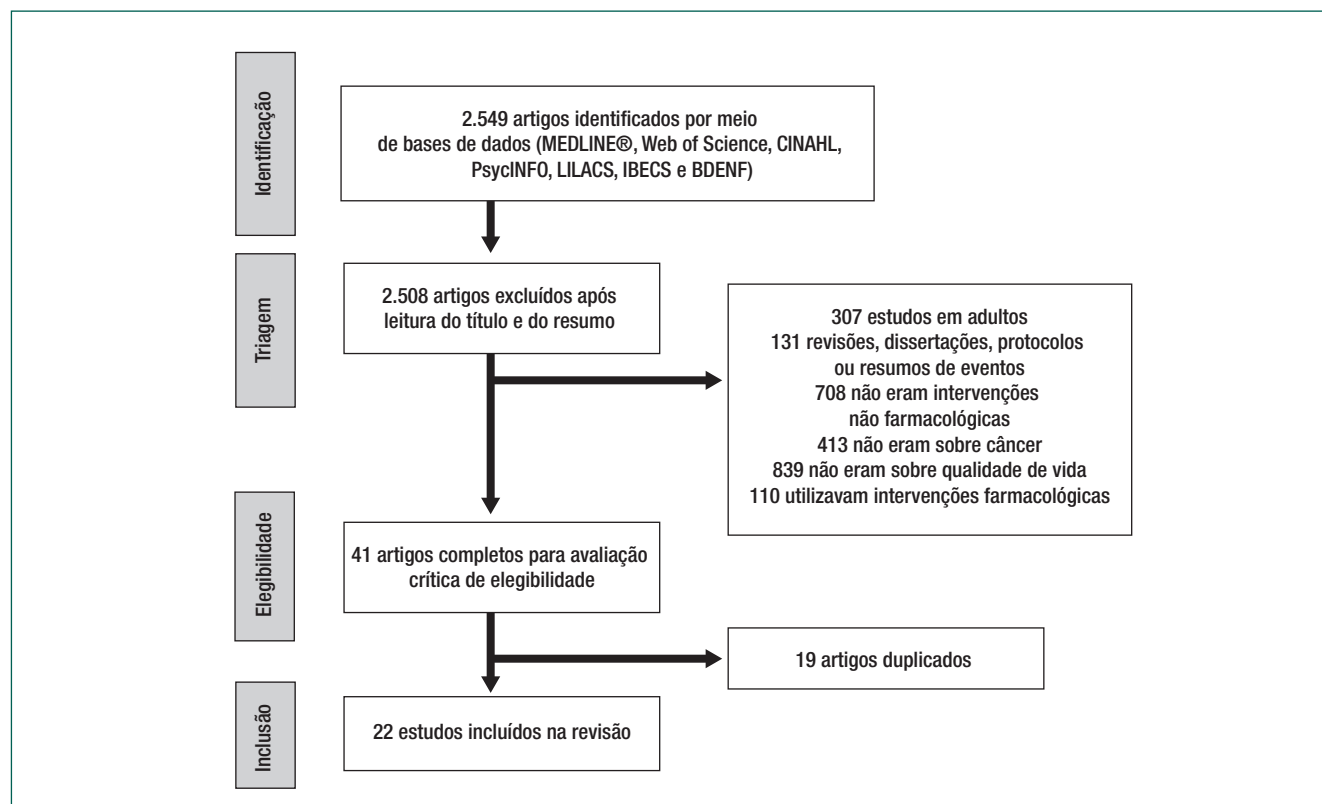 Identificação
2.549 artigos identificados por meio
de bases de dados (MEDLINE®, Web of Science, CINAHL,
PsycINFO, LILACS, IBECS e BDENF)
Triagem
2.508 artigos excluídos após
leitura do título e do resumo
307 estudos em adultos
131 revisões, dissertações, protocolos
ou resumos de eventos
708 não eram intervenções
não farmacológicas
413 não eram sobre câncer
839 não eram sobre qualidade de vida
110 utilizavam intervenções farmacológicas
Elegibilidade
41 artigos completos para avaliação
crítica de elegibilidade
19 artigos duplicados
Inclusão
22 estudos incluídos na revisão